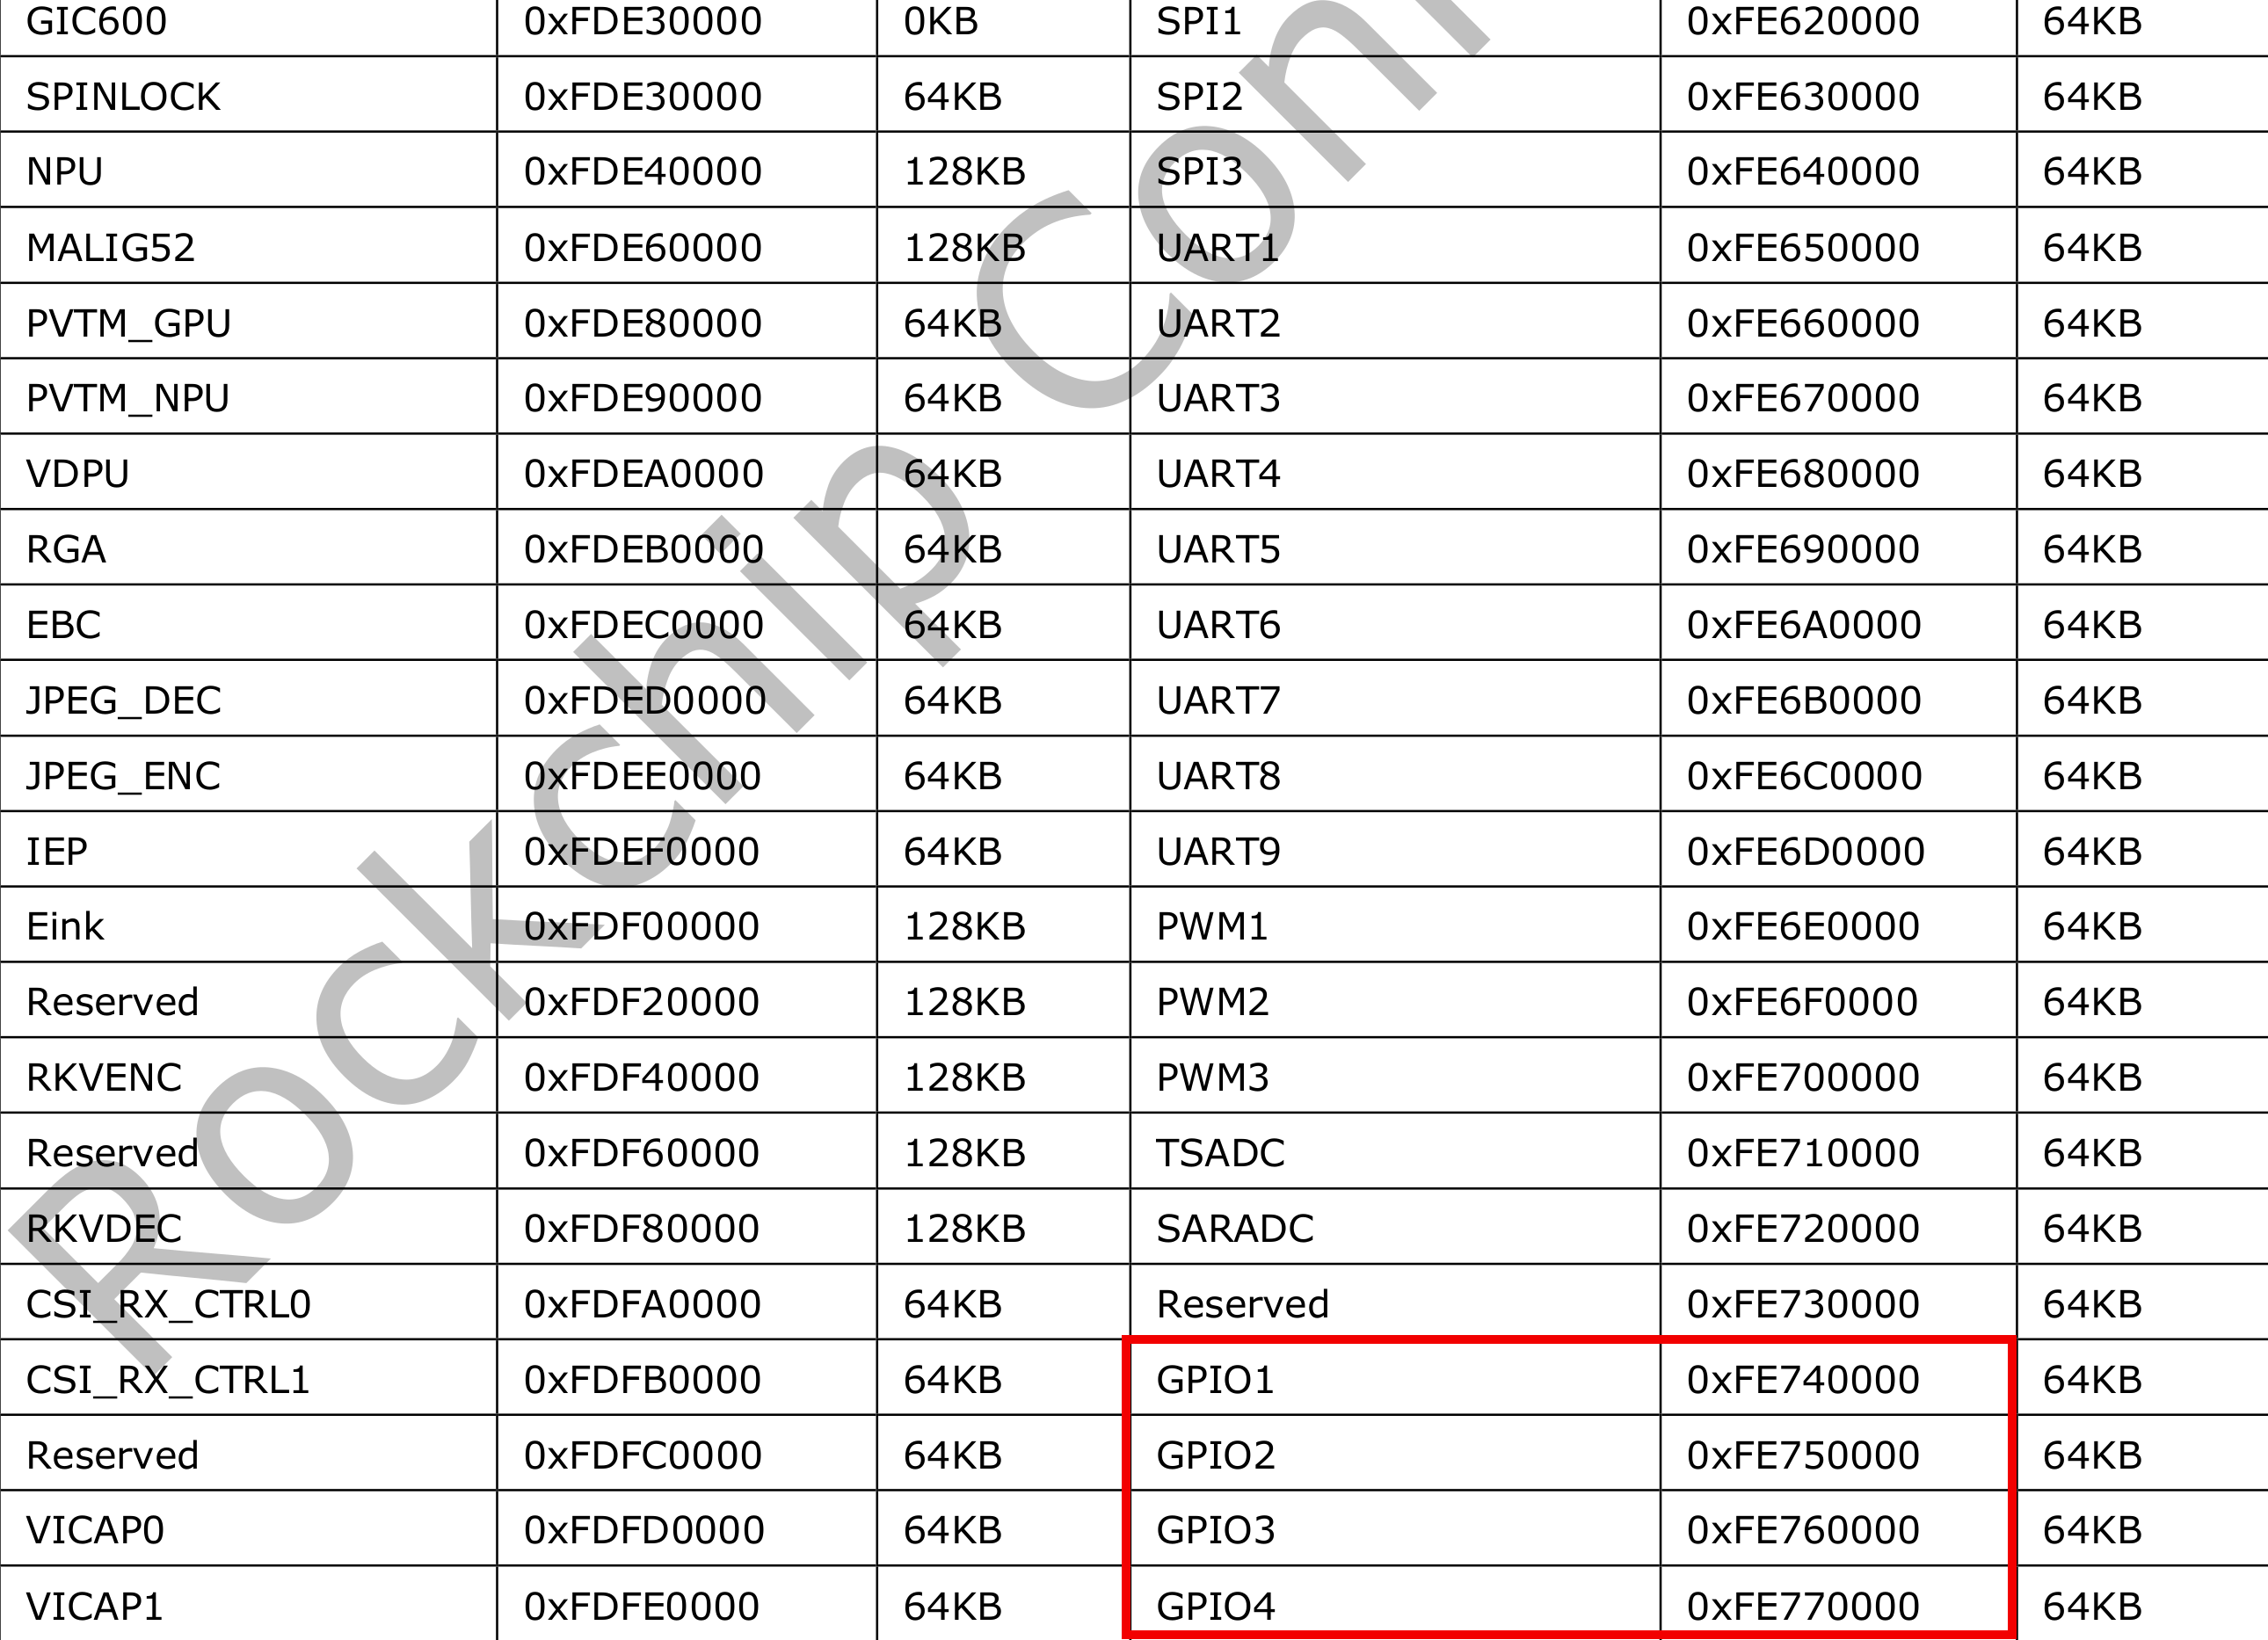 GIC600 0xFDE30000 0KB SPI1 0xFE620000 64KB
SPINLOCK 0xFDE30000 64KB SPI2 0xFE630000 64KB
NPU 0xFDE40000 128KB SPI3 0xFE640000 64KB
MALIG52 0xFDE60000 128KB UART1 0xFE650000 64KB
PVTM_GPU 0xFDE80000 64KB UART2 0xFE660000 64KB
PVTM_NPU 0xFDE90000 64KB UART3 0xFE670000 64KB
VDPU 0xFDEA0000 64KB UART4 0xFE680000 64KB
RGA 0xFDEB0000 64KB UART5 0xFE690000 64KB
EBC 0xFDEC0000 64KB UART6 0xFE6A0000 64KB
JPEG_DEC 0xFDED0000 64KB UART7 0xFE6B0000 64KB
JPEG_ENC 0xFDEE0000 64KB UART8 0xFE6C0000 64KB
IEP 0xFDEF0000 64KB UART9 0xFE6D0000 64KB
Eink 0xFDF00000 128KB PWM1 0xFE6E0000 64KB
Reserved 0xFDF20000 128KB PWM2 0xFE6F0000 64KB
RKVENC 0xFDF40000 128KB PWM3 0xFE700000 64KB
Reserved 0xFDF60000 128KB TSADC 0xFE710000 64KB
RKVDEC 0xFDF80000 128KB SARADC 0xFE720000 64KB
CSI_RX_CTRL0 0xFDFA0000 64KB Reserved 0xFE730000 64KB
CSI_RX_CTRL1 0xFDFB0000 64KB GPIO1 0xFE740000 64KB
Reserved 0xFDFC0000 64KB GPIO2 0xFE750000 64KB
VICAP0 0xFDFD0000 64KB GPIO3 0xFE760000 64KB
VICAP1 0xFDFE0000 64KB GPIO4 0xFE770000 64KB
Rockchip Con